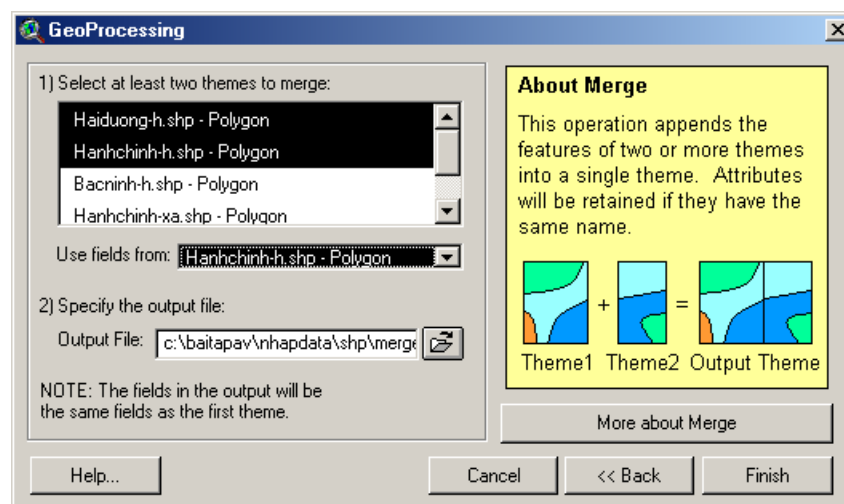 GeoProcessing
1) Select at least two themes to merge:
Haiduong-h.shp - Polygon
Hanhchinh-h.shp - Polygon
Bacninh-h.shp - Polygon
Hanhchinh-xa.shp - Polygon
Use fields from: Hanhchinh-h.shp - Polygon
2) Specify the output file:
Output File: c:\baitapav\nhapdata\shp\merge
NOTE: The fields in the output will be
the same fields as the first theme.
About Merge
This operation appends the
features of two or more themes
into a single theme. Attributes
will be retained if they have the
same name.
+ =
Theme1 Theme2 Output Theme
More about Merge
Help... Cancel << Back Finish